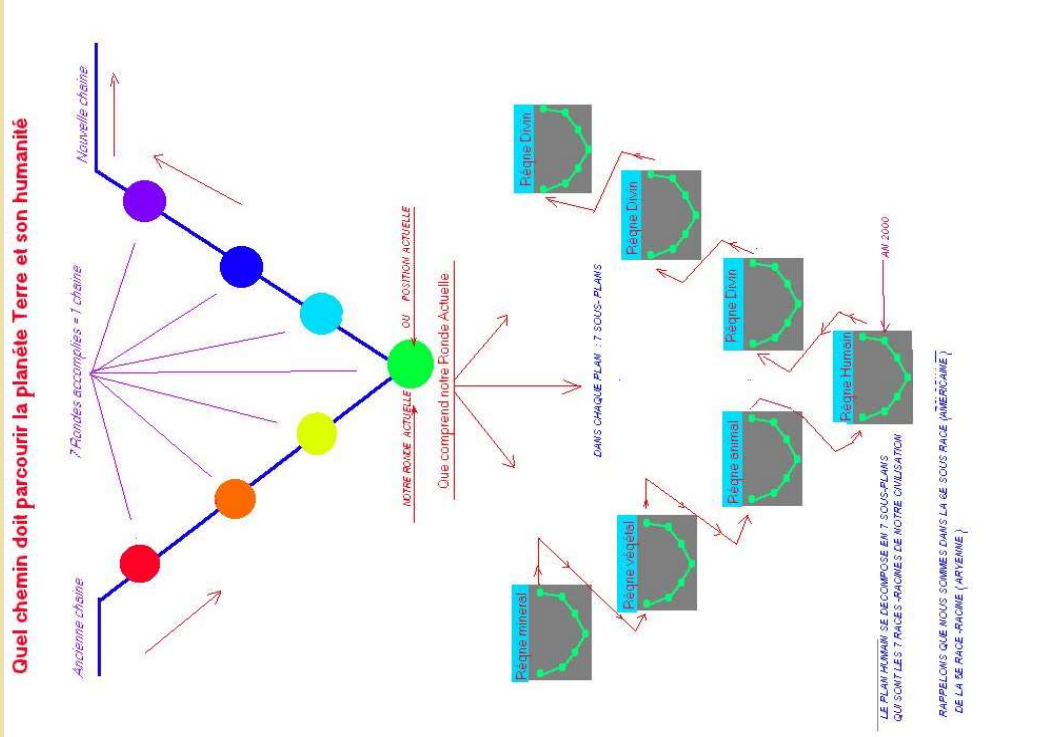 Quel chemin doit parcourir la planéte Terre et son humanité
Ancienne chaine
7 Rondes accomplies = 1 chaine
Nouvelle chaine
NOTRE RONDE ACTUELLE OU POSITION ACTUELLE
Que comprend notre Ronde Actuelle
DANS CHAQUE PLAN : 7 SOUS- PLANS
Règne mineral
Règne végétal
Règne animal
Règne Humain
Règne Divin
Règne Divin
Règne Divin
AN 2000
LE PLAN HUMAIN SE DECOMPOSE EN 7 SOUS-PLANS
QUI SONT LES 7 RACES -RACINES DE NOTRE CIVILISATION
RAPPELONS QUE NOUS SOMMES DANS LA 6E SOUS RACE (AMERICAINE )
DE LA 5E RACE -RACINE ( ARYENNE )